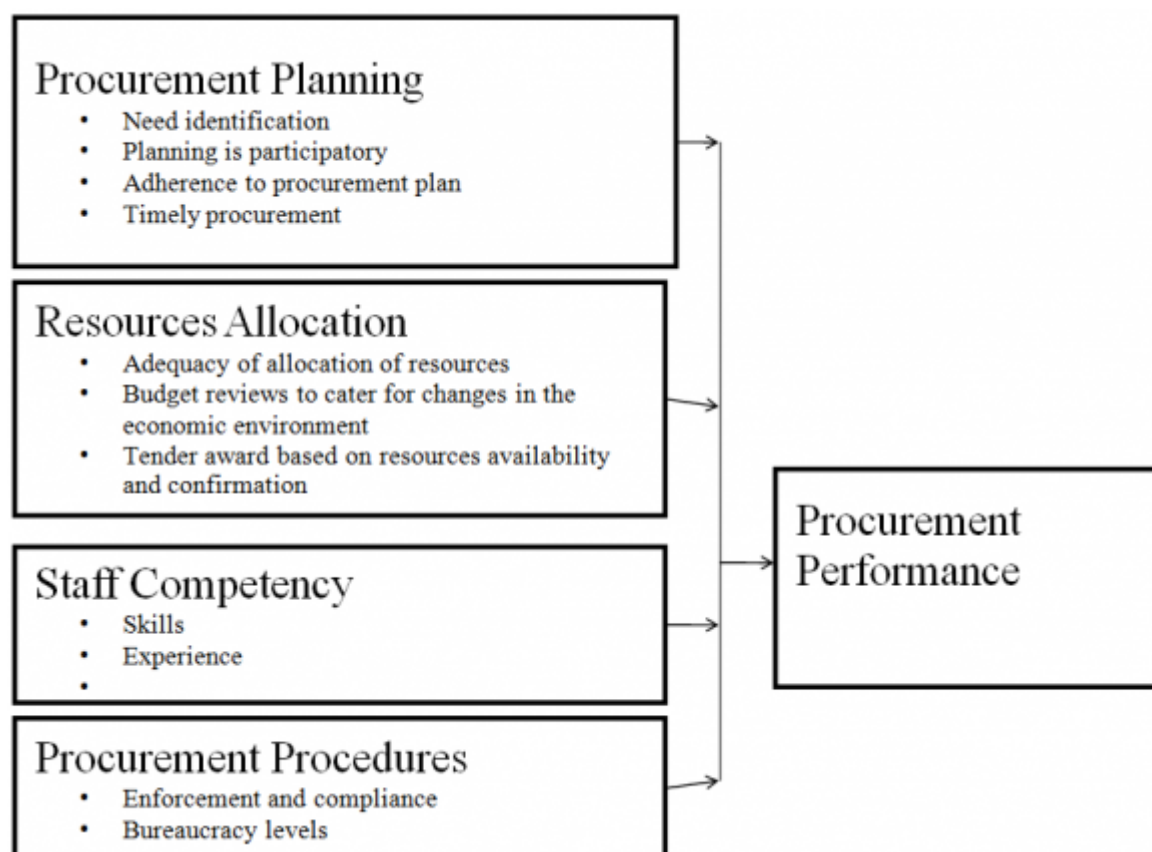 Procurement Planning
• Need identification
• Planning is participatory
• Adherence to procurement plan
• Timely procurement
Resources Allocation
• Adequacy of allocation of resources
• Budget reviews to cater for changes in the
economic environment
• Tender award based on resources availability
and confirmation
Staff Competency
• Skills
• Experience
•
Procurement Procedures
• Enforcement and compliance
• Bureaucracy levels
Procurement
Performance